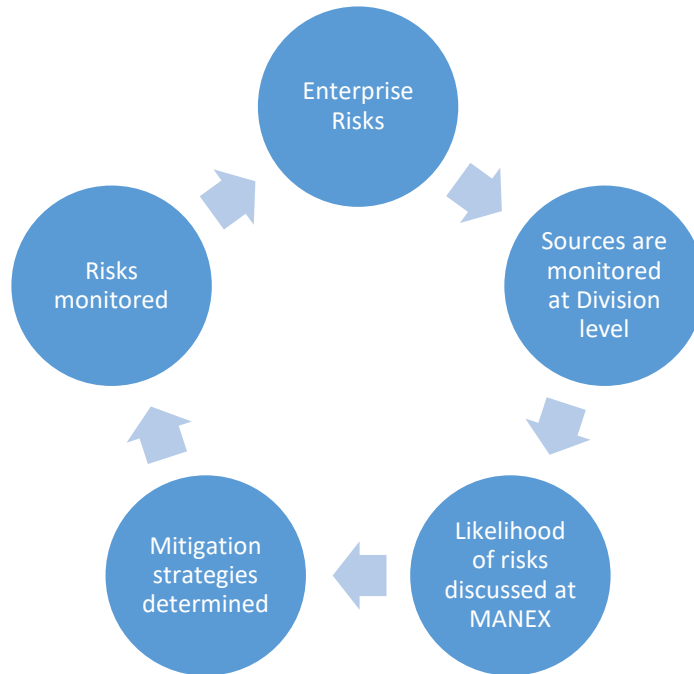 Enterprise
Risks
Sources are
monitored
at Division
level
Likelihood
of risks
discussed at
MANEX
Mitigation
strategies
determined
Risks
monitored